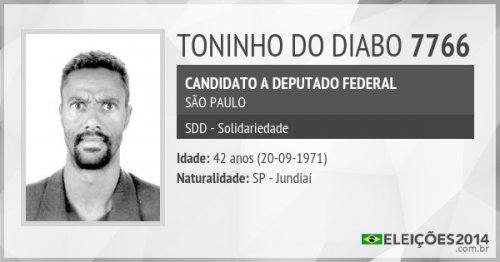 TONINHO DO DIABO 7766
CANDIDATO A DEPUTADO FEDERAL
SÃO PAULO
SDD - Solidariedade
Idade: 42 anos (20-09-1971)
Naturalidade: SP - Jundiaí
ELEIÇÕES2014
.com.br